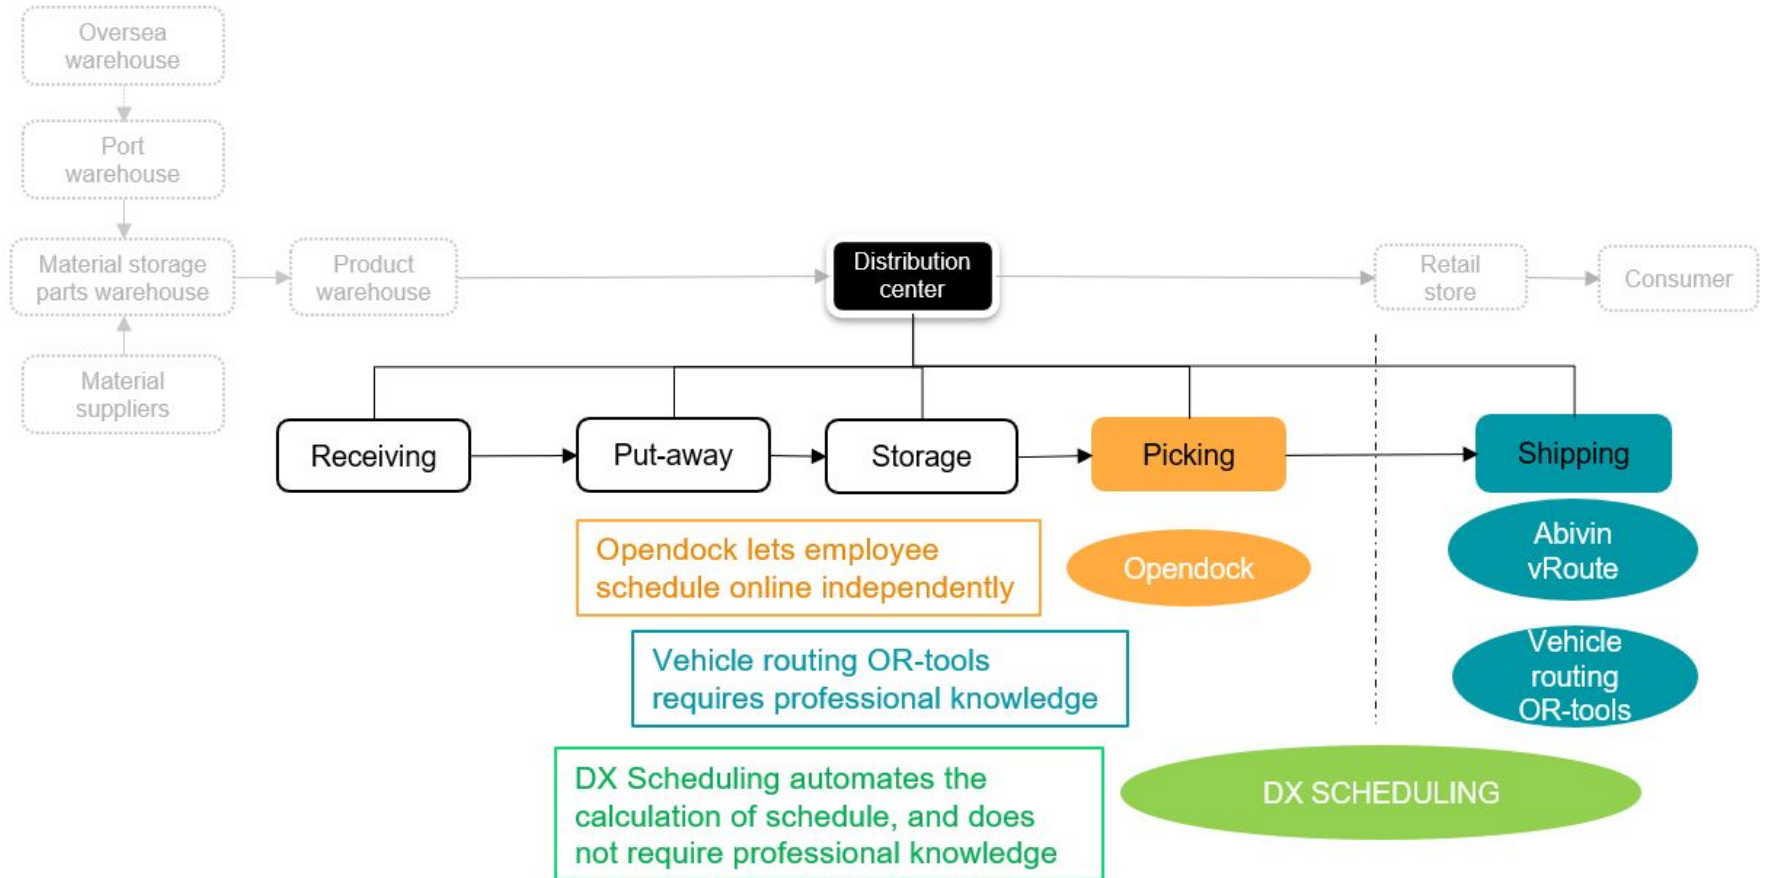 Oversea
warehouse
Port
warehouse
Material storage
parts warehouse
Product
warehouse
Distribution
center
Retail
store
Consumer
Material
suppliers
Receiving
Put-away
Storage
Picking
Shipping
Opendock lets employee
schedule online independently
Opendock
Abivin
vRoute
Vehicle routing OR-tools
requires professional knowledge
Vehicle
routing
OR-tools
DX Scheduling automates the
calculation of schedule, and does
not require professional knowledge
DX SCHEDULING